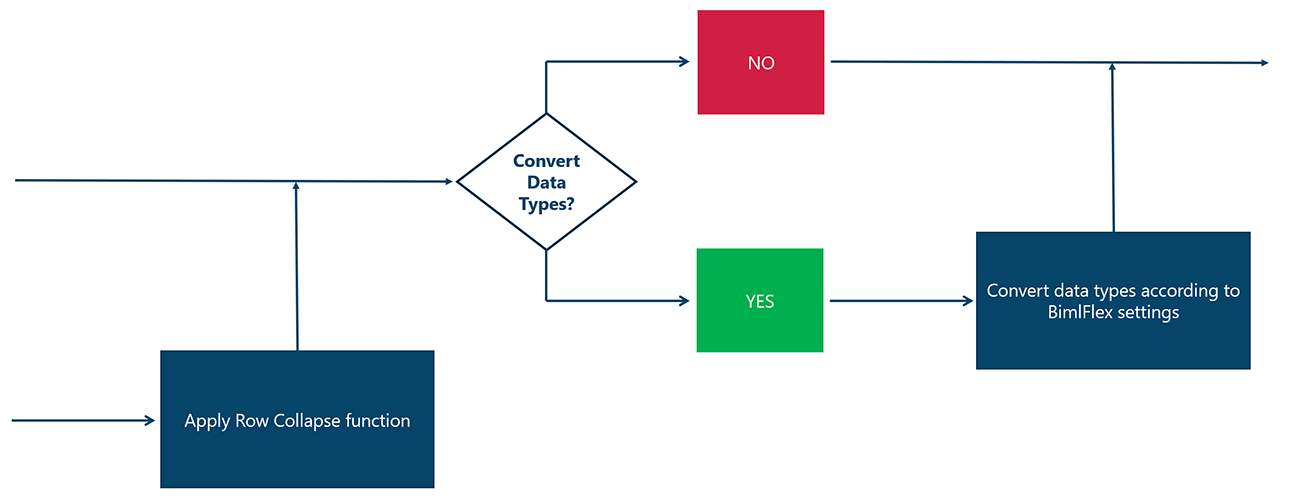 NO
Convert
Data
Types?
YES
Convert data types according to
BimlFlex settings
Apply Row Collapse function